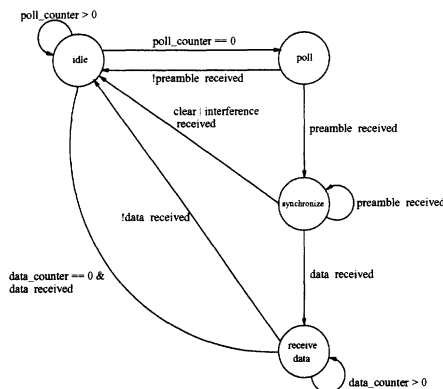 poll_counter > 0
idle
poll_counter == 0
poll
!preamble received
clear | interference
received
preamble received
synchronize
preamble received
!data received
data_counter == 0 &
data received
data received
receive
data
data_counter > 0